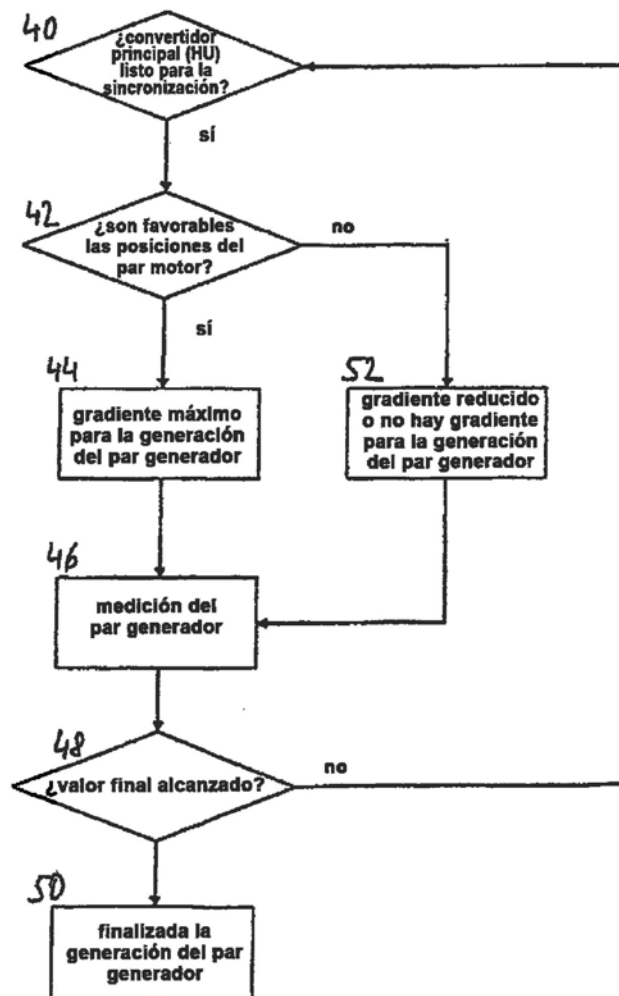 40
¿convertidor
principal (HU)
listo para la
sincronización?
sí
42
¿son favorables
las posiciones del
par motor?
no
sí
44
gradiente máximo
para la generación
del par generador
52
gradiente reducido
o no hay gradiente
para la generación
del par generador
46
medición del
par generador
48
¿valor final alcanzado?
no
50
finalizada la
generación del par
generador